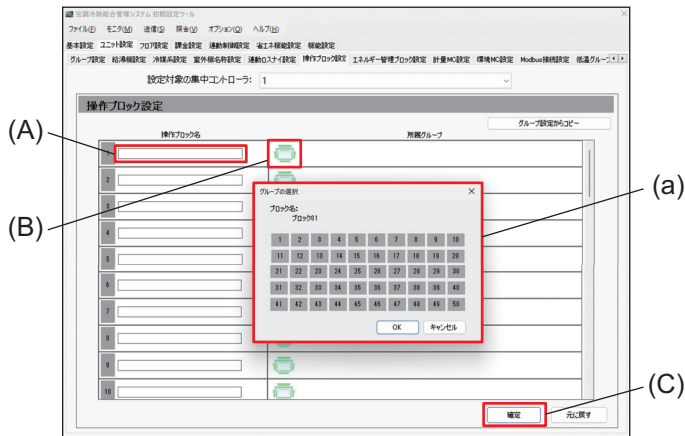 空調冷熱総合管理システム 初期設定ツール
ファイル(F) モニタ(M) 送信(S) 照合(V) オプション(O) ヘルプ(H)
基本設定 ユニット設定 フロア設定 課金設定 連動制御設定 省エネ機能設定 機能設定
グループ設定 給湯機設定 冷媒系設定 室外機名称設定 連動ロスナイ設定 操作ブロック設定 エネルギー管理ブロック設定 計量MC設定 環境MC設定 Modbus接続設定 低温グルー
設定対象の集中コントローラ: 1
操作ブロック設定
グループ設定からコピー
操作ブロック名 所属グループ
(A)
(B)
(a)
(C)
1
2
3
4
5
6
7
8
9
10
グループの選択
ブロック名:
ブロック01
1 2 3 4 5 6 7 8 9 10
11 12 13 14 15 16 17 18 19 20
21 22 23 24 25 26 27 28 29 30
31 32 33 34 35 36 37 38 39 40
41 42 43 44 45 46 47 48 49 50
OK キャンセル
確定 元に戻す